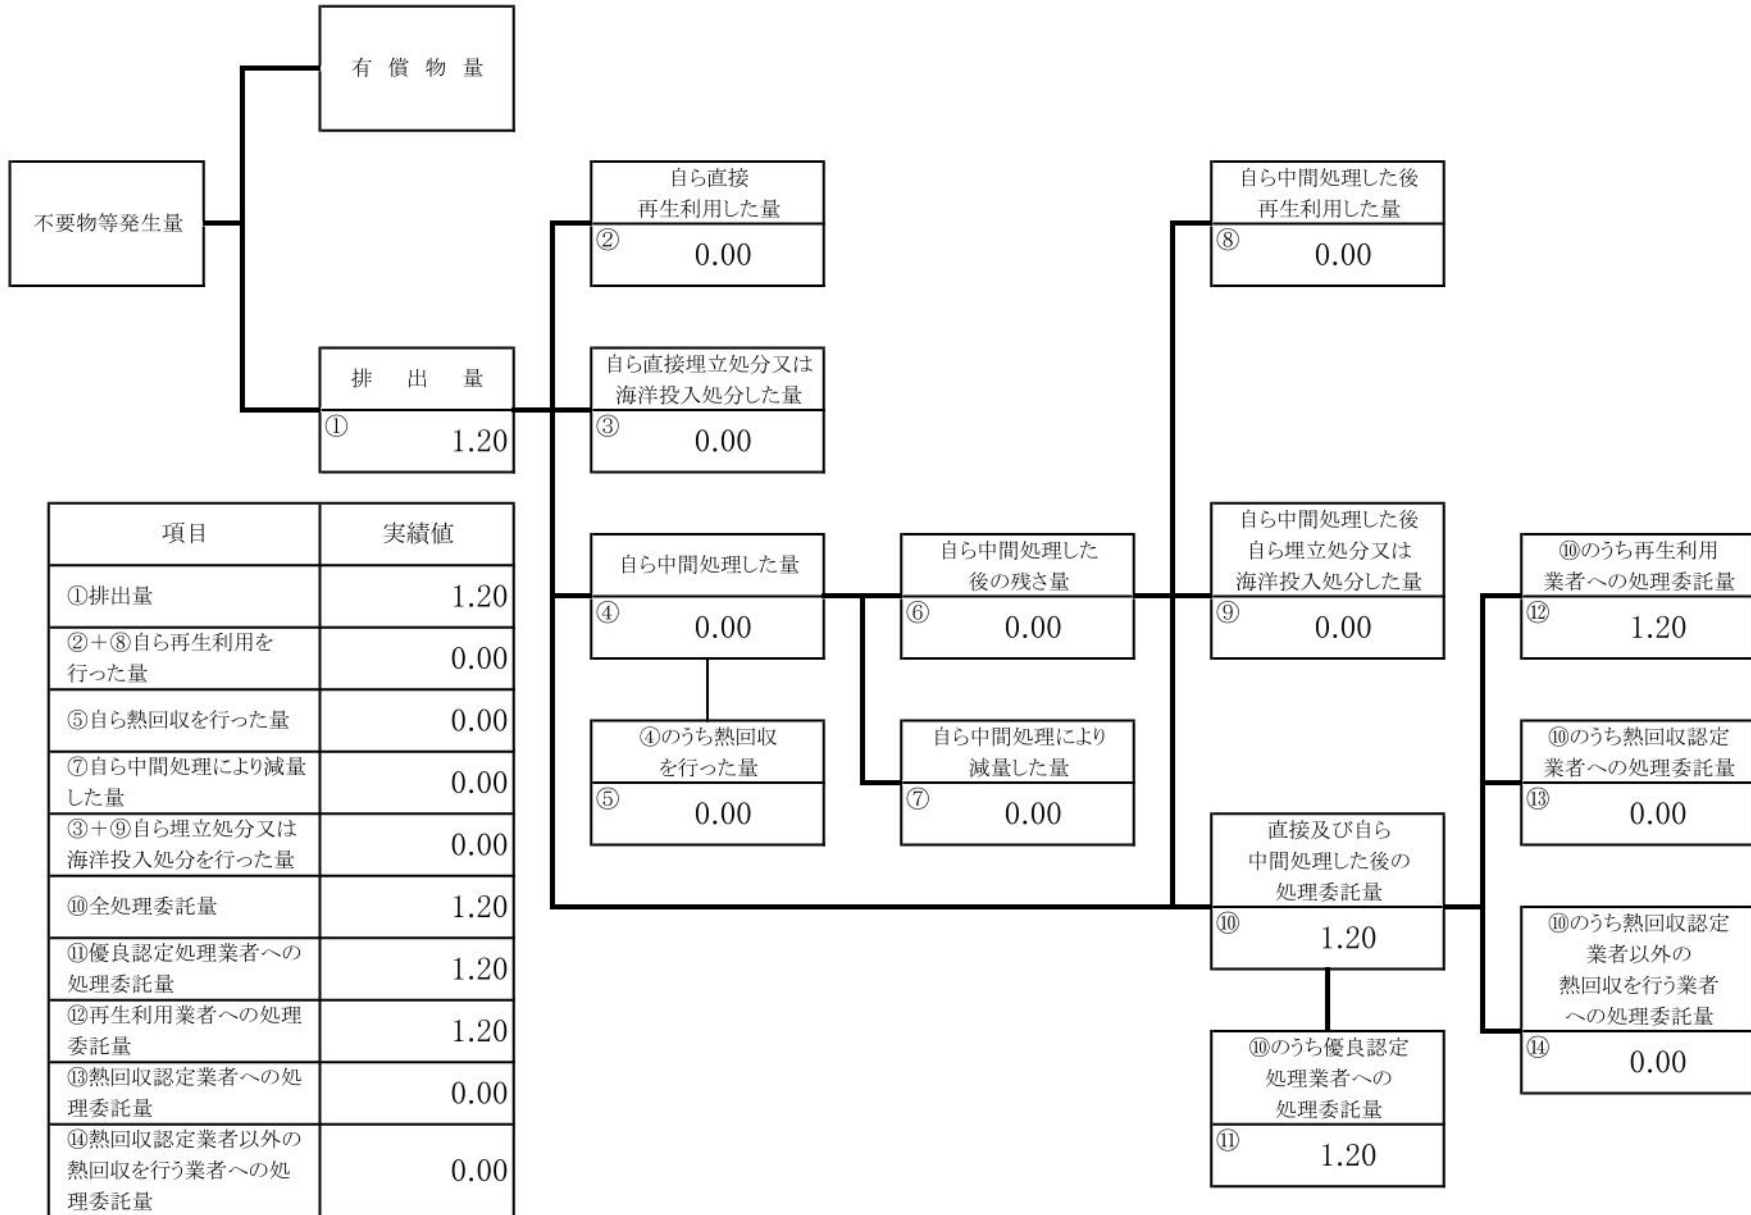 有 償 物 量
不要物等発生量
自ら直接
再生利用した量
②
0.00
自ら中間処理した後
再生利用した量
⑧
0.00
排 出 量
①
1.20
自ら直接埋立処分又は
海洋投入処分した量
③
0.00
項目 実績値
①排出量 1.20
②+⑧自ら再生利用を
行った量
0.00
⑤自ら熱回収を行った量 0.00
⑦自ら中間処理により減量
した量
0.00
③+⑨自ら埋立処分又は
海洋投入処分を行った量
0.00
⑩全処理委託量 1.20
⑪優良認定処理業者への
処理委託量
1.20
⑫再生利用業者への処理
委託量
1.20
⑬熱回収認定業者への処
理委託量
0.00
⑭熱回収認定業者以外の
熱回収を行う業者への処
理委託量
0.00
自ら中間処理した量
④
0.00
自ら中間処理した
後の残さ量
⑥
0.00
自ら中間処理した後
自ら埋立処分又は
海洋投入処分した量
⑨
0.00
⑩のうち再生利用
業者への処理委託量
⑫
1.20
④のうち熱回収
を行った量
⑤
0.00
自ら中間処理により
減量した量
⑦
0.00
⑩のうち熱回収認定
業者への処理委託量
⑬
0.00
直接及び自ら
中間処理した後の
処理委託量
⑩
1.20
⑩のうち熱回収認定
業者以外の
熱回収を行う業者
への処理委託量
⑭
0.00
⑩のうち優良認定
処理業者への
処理委託量
⑪
1.20